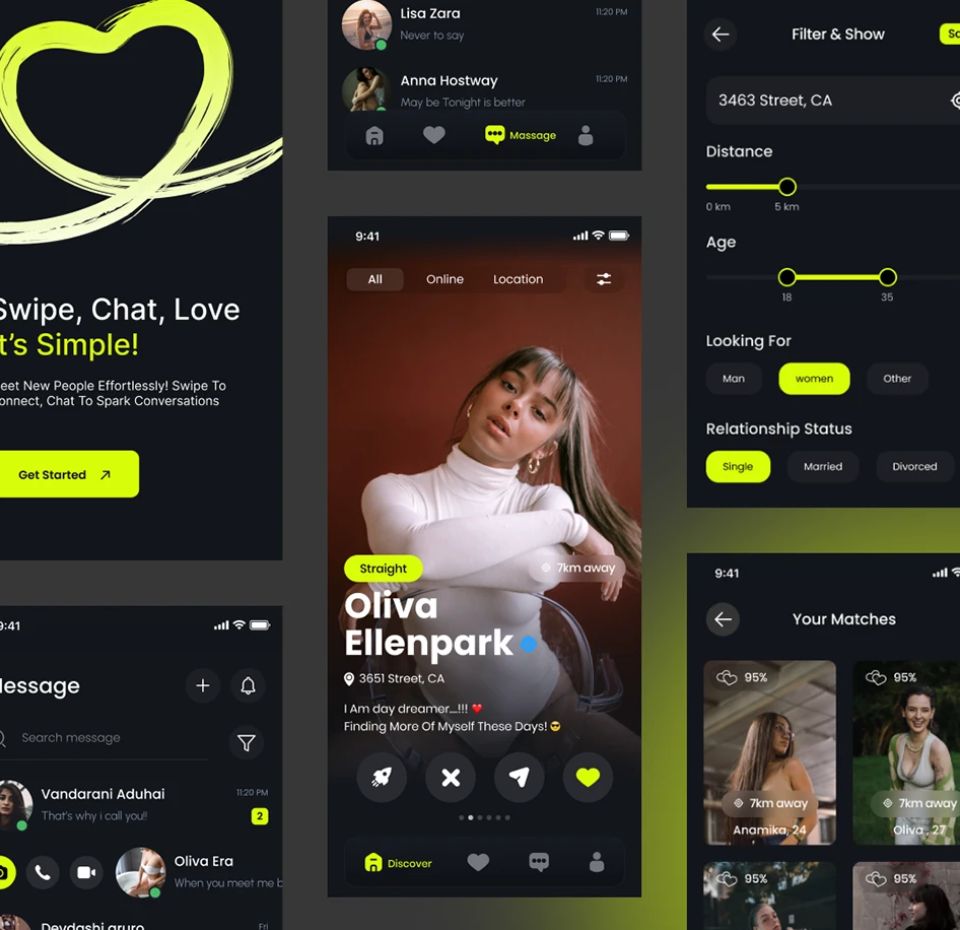 Swipe, Chat, Love
t's Simple!
eet New People Effortlessly! Swipe To
onnect, Chat To Spark Conversations
Get Started
9:41
essage
Search message
Vandarani Aduhai
11:20 PM
That's why i call you!!
2
Oliva Era
When you meet me b
Devdashi aruro
Fri
Lisa Zara
11:20 PM
Never to say
Anna Hostway
11:20 PM
May be Tonight is better
Massage
9:41
All Online Location
Straight
7km away
Oliva
Ellenpark
3651 Street, CA
I Am day dreamer...!!! ❤️
Finding More Of Myself These Days! 😎
Discover
Filter & Show
3463 Street, CA
Distance
0 km 5 km
Age
18 35
Looking For
Man women Other
Relationship Status
Single Married Divorced
9:41
Your Matches
95% 95%
7km away 7km away
Anamika, 24 Oliva , 27
95% 95%